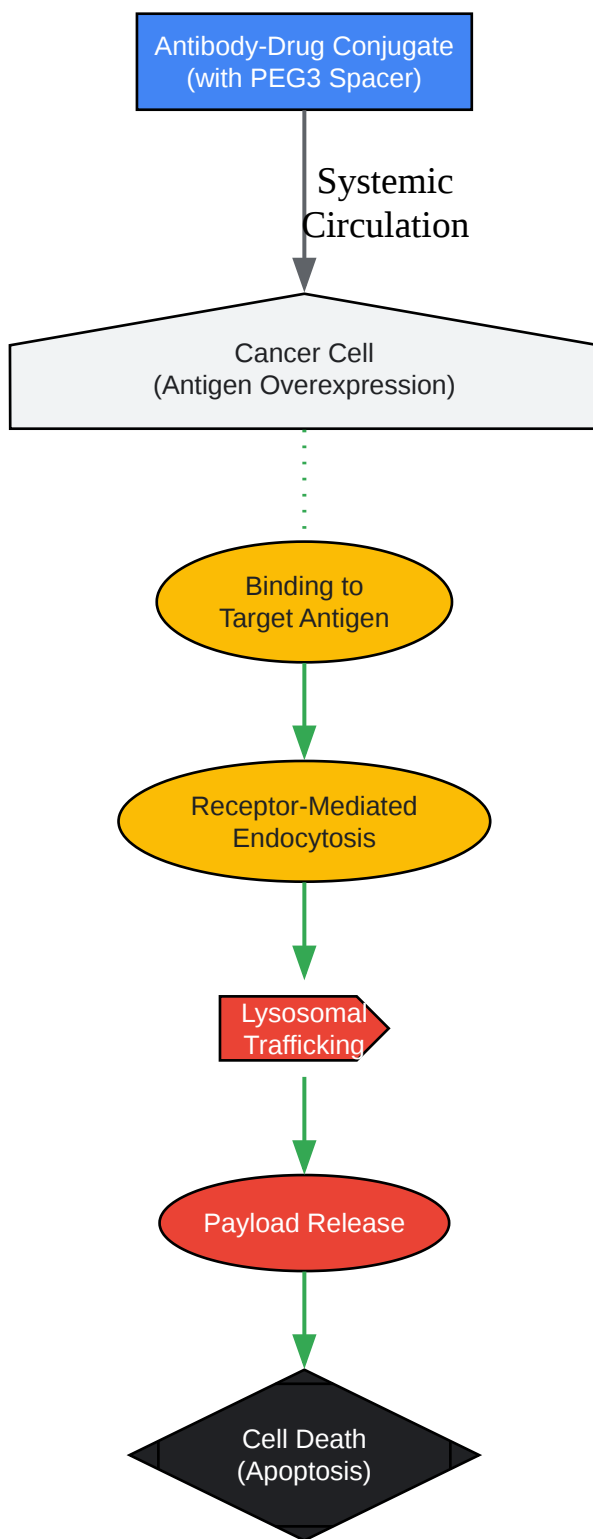 Antibody-Drug Conjugate
(with PEG3 Spacer)
Systemic
Circulation
Cancer Cell
(Antigen Overexpression)
Binding to
Target Antigen
Receptor-Mediated
Endocytosis
Lysosomal
Trafficking
Payload Release
Cell Death
(Apoptosis)